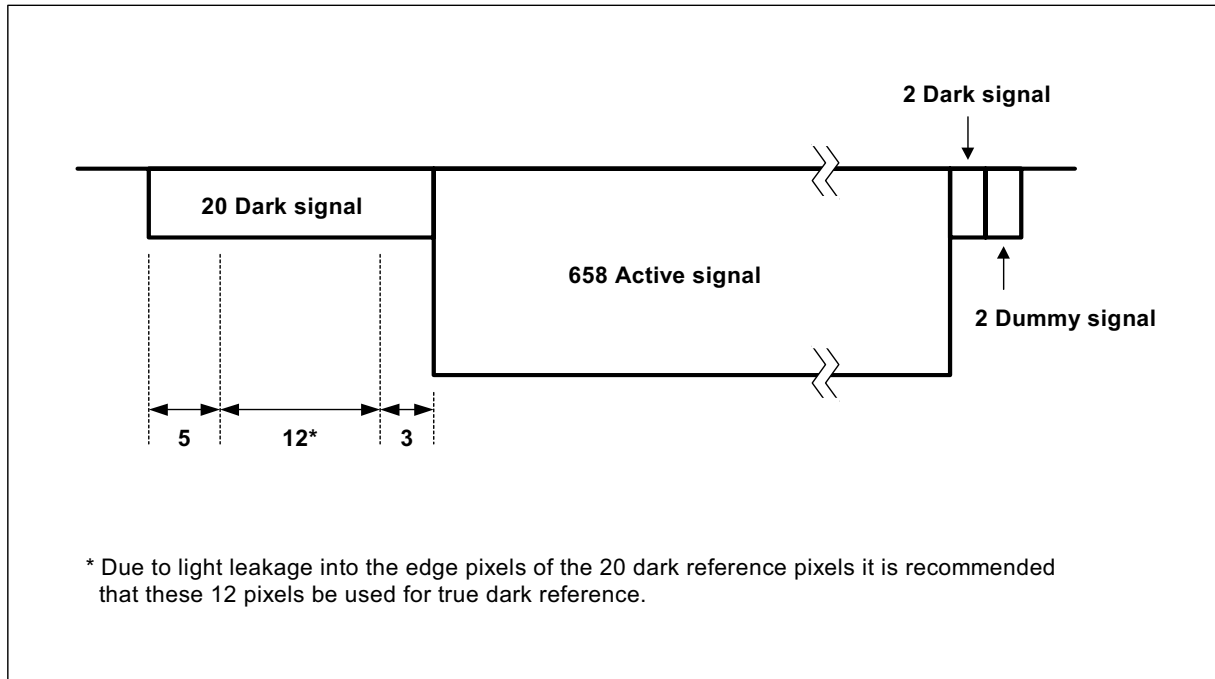 2 Dark signal
20 Dark signal
658 Active signal
2 Dummy signal
5
12*
3
* Due to light leakage into the edge pixels of the 20 dark reference pixels it is recommended
that these 12 pixels be used for true dark reference.